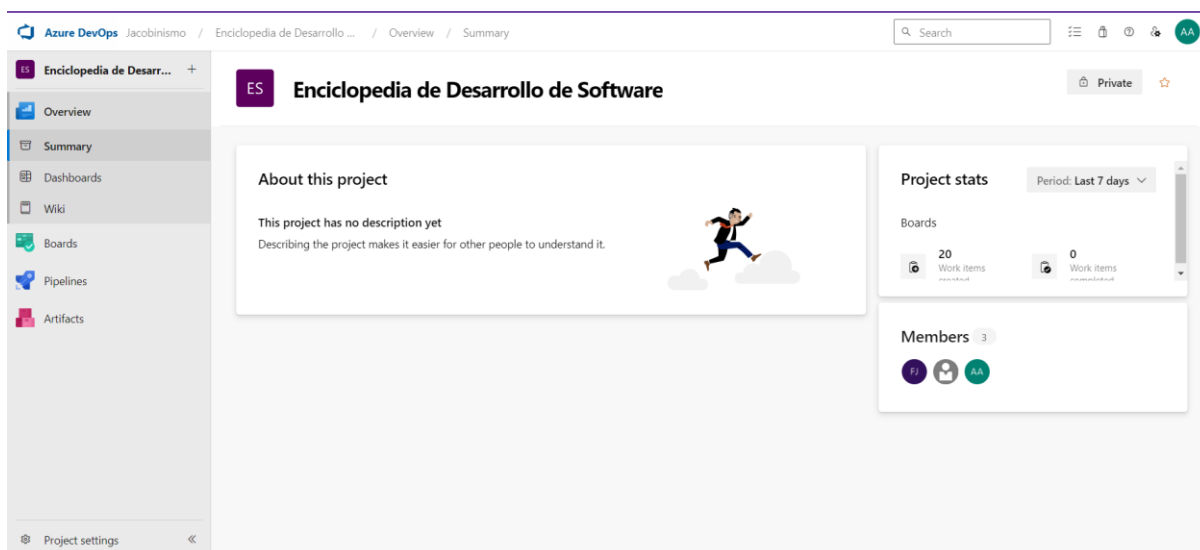 Azure DevOps Jacobinismo / Enciclopedia de Desarrollo ... / Overview / Summary
Search
AA
ES Enciclopedia de Desarr... +
Overview
Summary
Dashboards
Wiki
Boards
Pipelines
Artifacts
Project settings
ES Enciclopedia de Desarrollo de Software
Private
About this project
This project has no description yet
Describing the project makes it easier for other people to understand it.
Project stats
Period: Last 7 days
Boards
20
Work items
created
0
Work items
completed
Members 3
FJ
AA